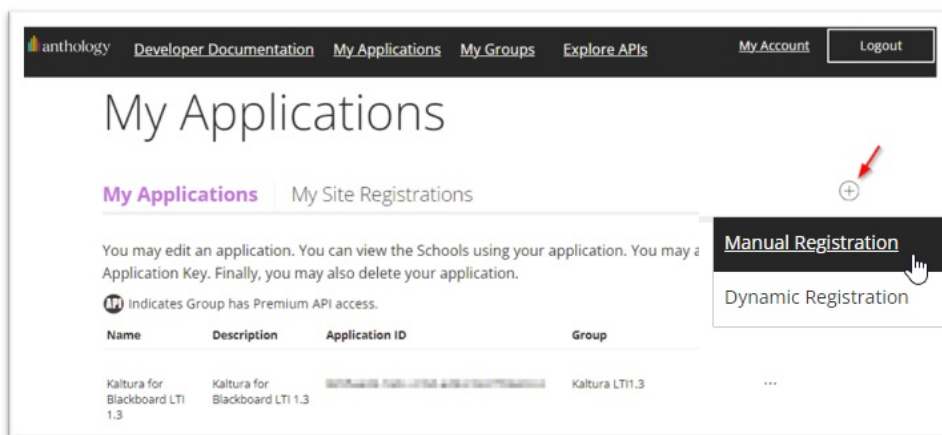 anthology Developer Documentation My Applications My Groups Explore APIs My Account Logout
My Applications
My Applications My Site Registrations
You may edit an application. You can view the Schools using your application. You may a
Application Key. Finally, you may also delete your application.
API Indicates Group has Premium API access.
Manual Registration
Dynamic Registration
Name Description Application ID Group
Kaltura for Kaltura for Kaltura LTI1.3 ...
Blackboard LTI Blackboard LTI 1.3
1.3